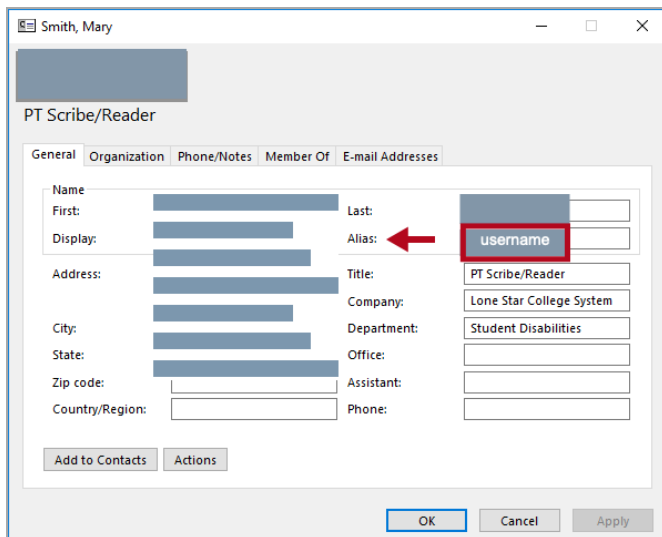 Smith, Mary
PT Scribe/Reader
General Organization Phone/Notes Member Of E-mail Addresses
Name
First: Last:
Display: Alias: username
Address: Title: PT Scribe/Reader
Company: Lone Star College System
City: Department: Student Disabilities
State: Office:
Zip code: Assistant:
Country/Region: Phone:
Add to Contacts Actions
OK Cancel Apply